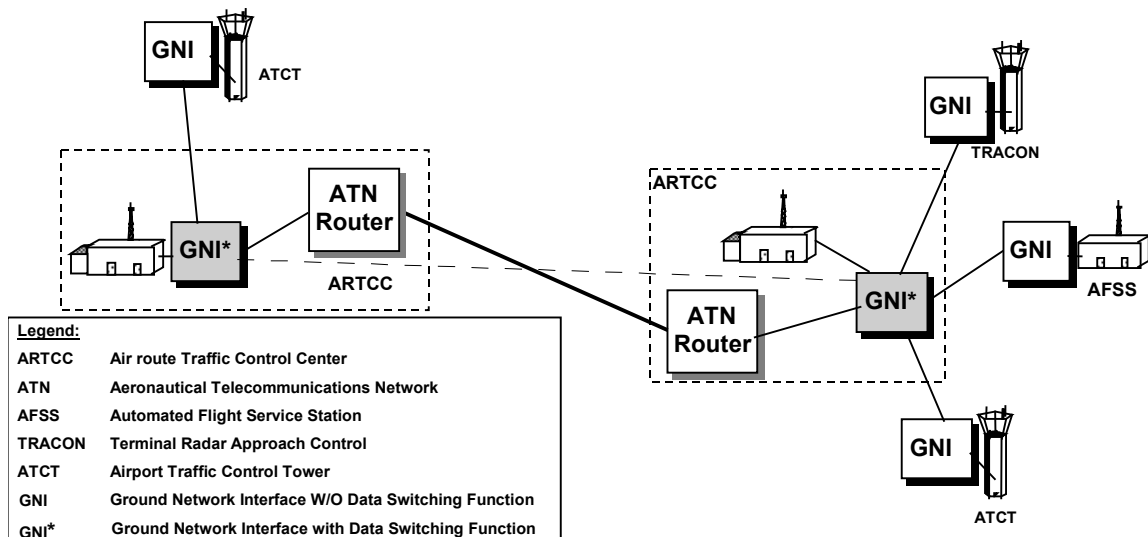 GNI
ATCT
GNI
TRACON
ARTCC
ATN
Router
GNI*
ARTCC
GNI
AFSS
GNI*
ATN
Router
GNI
ATCT
Legend:
ARTCC Air route Traffic Control Center
ATN Aeronautical Telecommunications Network
AFSS Automated Flight Service Station
TRACON Terminal Radar Approach Control
ATCT Airport Traffic Control Tower
GNI Ground Network Interface W/O Data Switching Function
GNI* Ground Network Interface with Data Switching Function